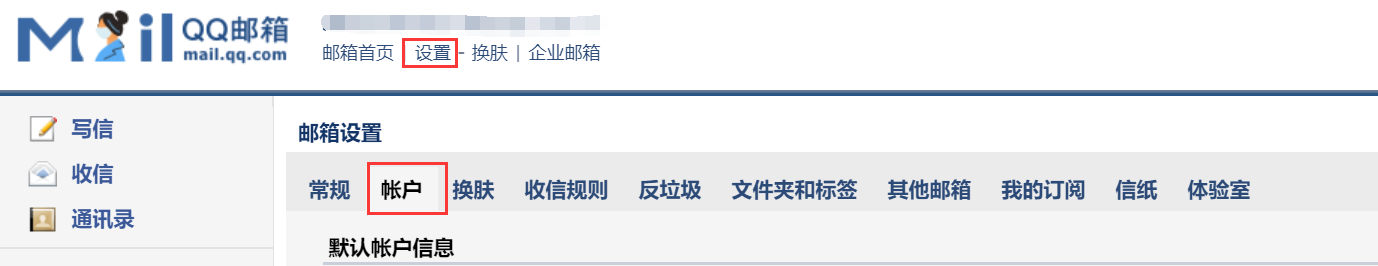 Mail QQ邮箱
mail.qq.com
邮箱首页 设置 - 换肤 | 企业邮箱
写信
收信
通讯录
邮箱设置
常规 帐户 换肤 收信规则 反垃圾 文件夹和标签 其他邮箱 我的订阅 信纸 体验室
默认帐户信息